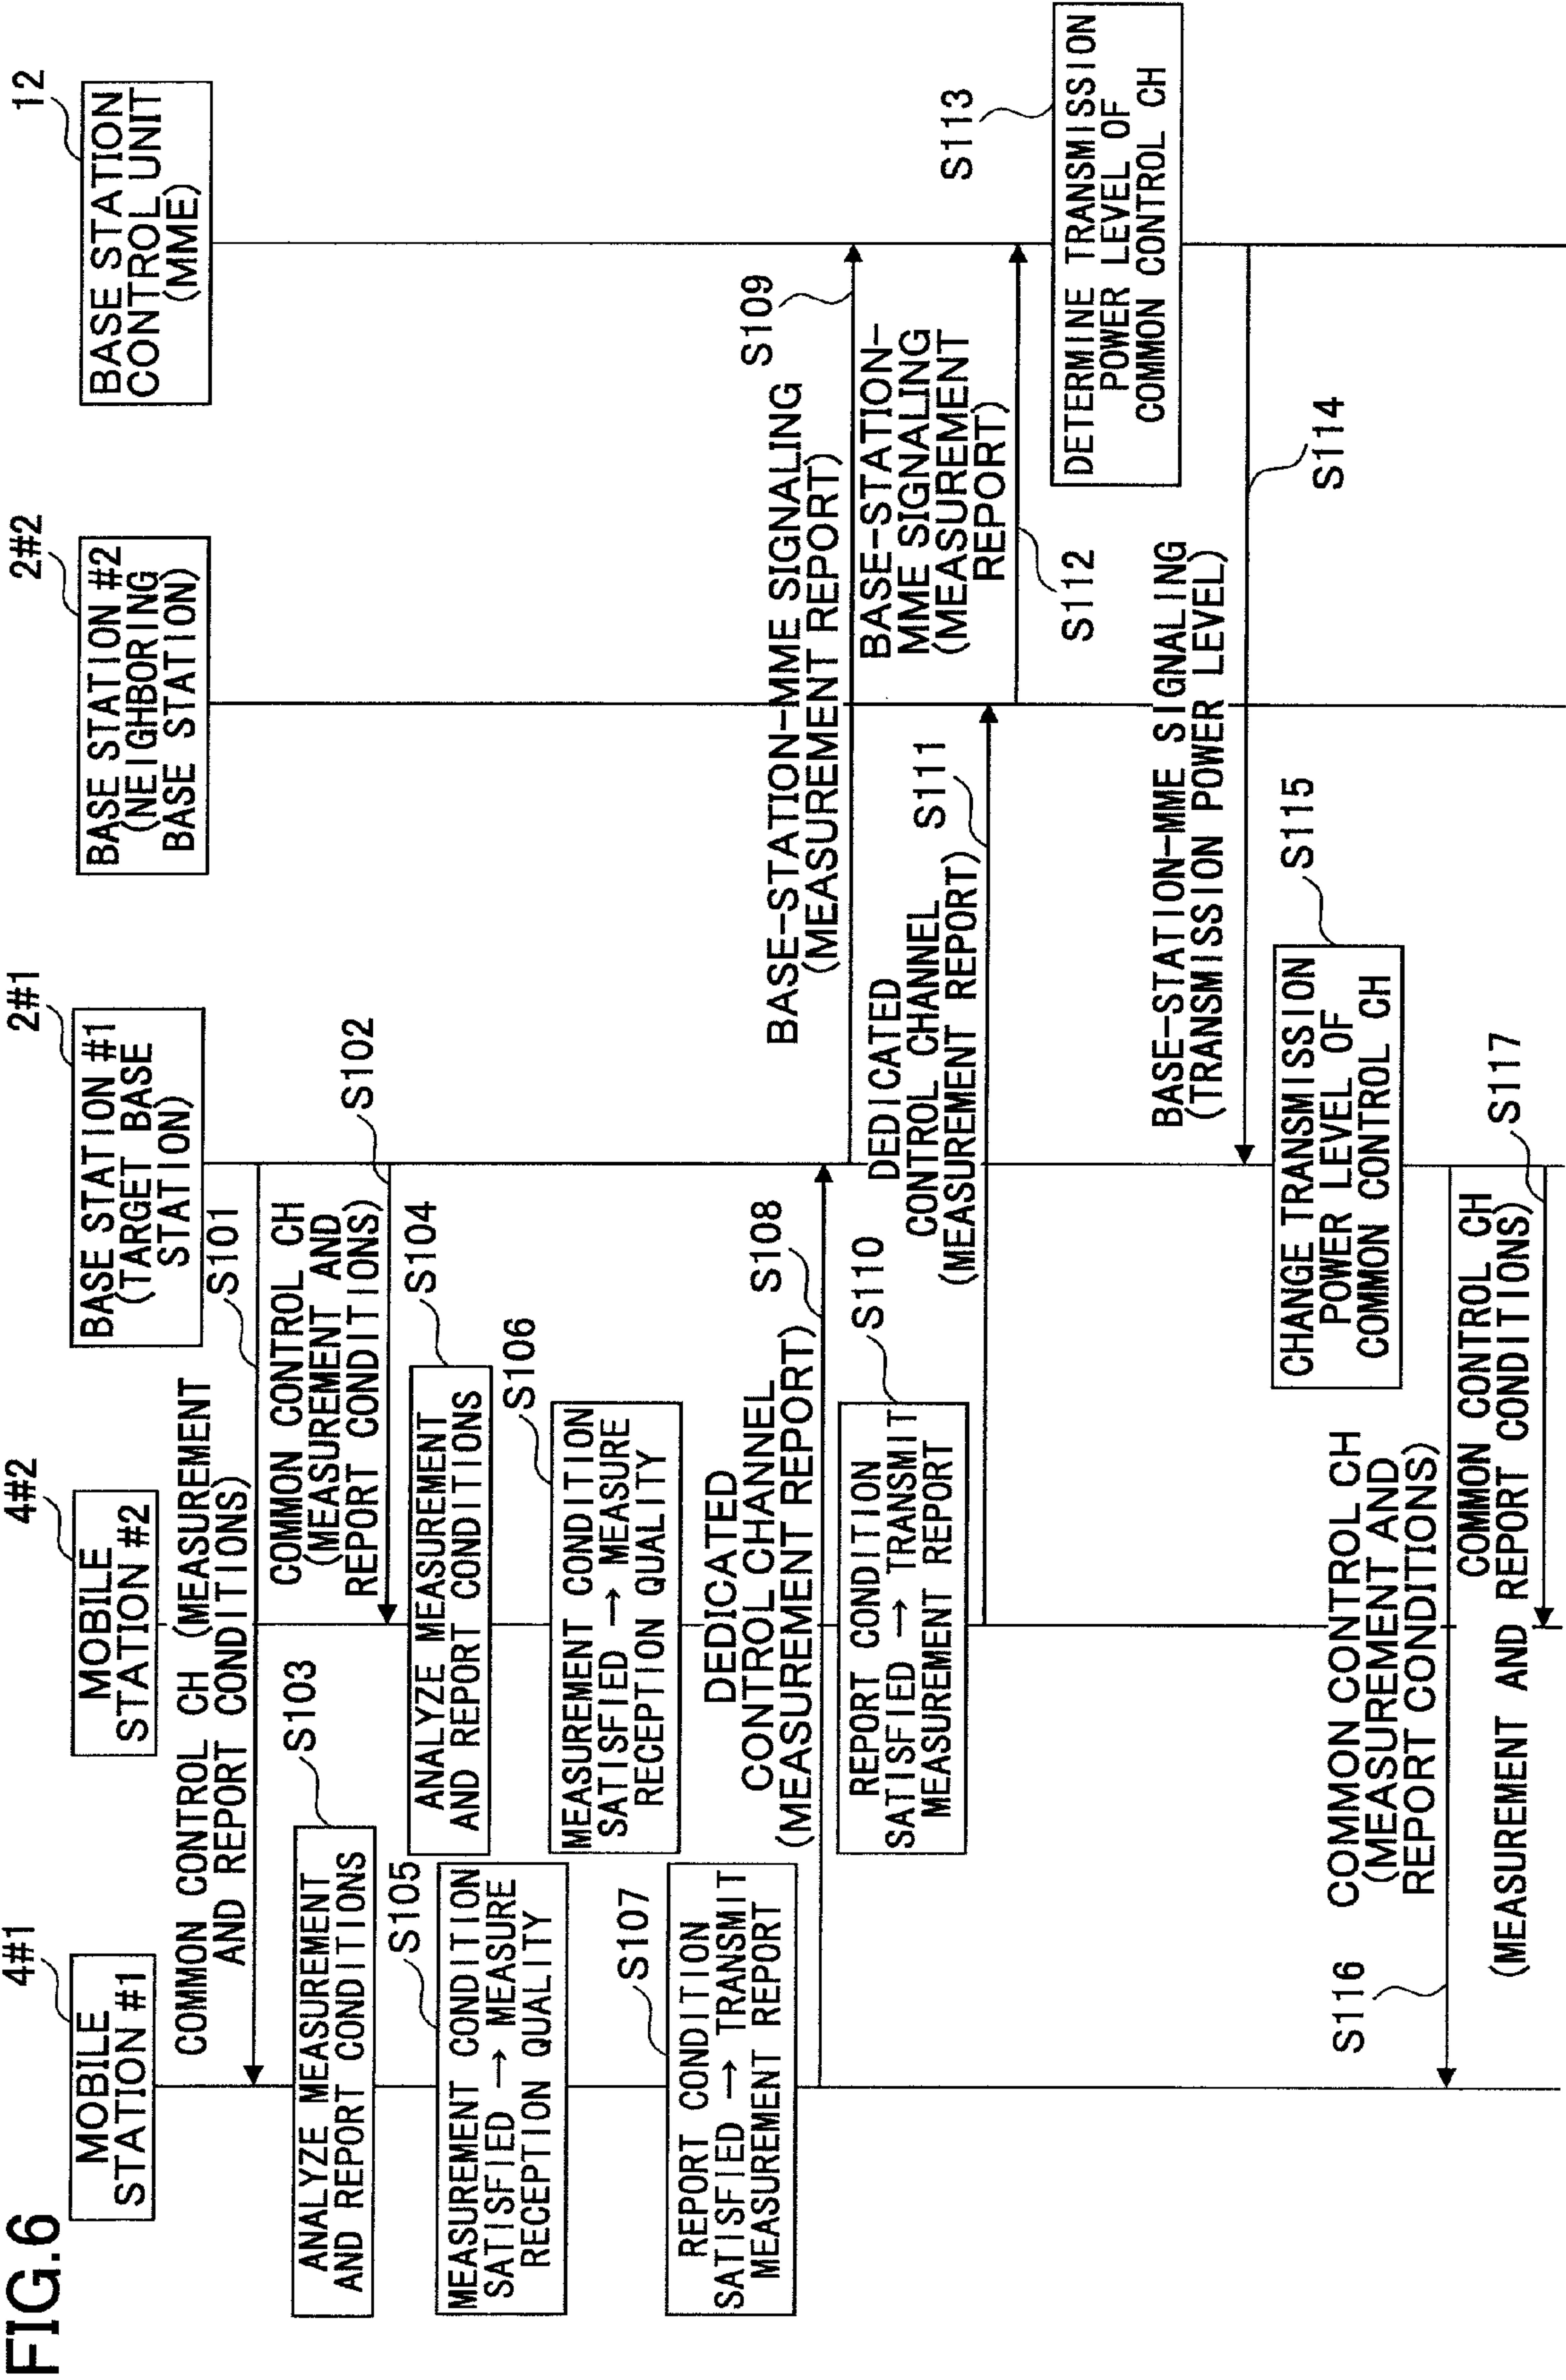 FIG.6
4#1
MOBILE
STATION #1
4#2
MOBILE
STATION #2
2#1
BASE STATION #1
(TARGET BASE
STATION)
2#2
BASE STATION #2
(NEIGHBORING
BASE STATION)
12
BASE STATION
CONTROL UNIT
(MME)
COMMON CONTROL CH (MEASUREMENT
AND REPORT CONDITIONS)
S101
COMMON CONTROL CH
(MEASUREMENT AND
REPORT CONDITIONS)
S102
S103
ANALYZE MEASUREMENT
AND REPORT CONDITIONS
S104
ANALYZE MEASUREMENT
AND REPORT CONDITIONS
S105
MEASUREMENT CONDITION
SATISFIED → MEASURE
RECEPTION QUALITY
S106
MEASUREMENT CONDITION
SATISFIED → MEASURE
RECEPTION QUALITY
S107
REPORT CONDITION
SATISFIED → TRANSMIT
MEASUREMENT REPORT
DEDICATED
CONTROL CHANNEL
(MEASUREMENT REPORT)
S108
BASE-STATION-MME SIGNALING
(MEASUREMENT REPORT)
S109
S110
REPORT CONDITION
SATISFIED → TRANSMIT
MEASUREMENT REPORT
DEDICATED
CONTROL CHANNEL
(MEASUREMENT REPORT)
S111
BASE-STATION-
MME SIGNALING
(MEASUREMENT
REPORT)
S112
S113
DETERMINE TRANSMISSION
POWER LEVEL OF
COMMON CONTROL CH
BASE-STATION-MME SIGNALING
(TRANSMISSION POWER LEVEL)
S114
S115
CHANGE TRANSMISSION
POWER LEVEL OF
COMMON CONTROL CH
S116
COMMON CONTROL CH
(MEASUREMENT AND
REPORT CONDITIONS)
COMMON CONTROL CH
(MEASUREMENT AND REPORT CONDITIONS)
S117